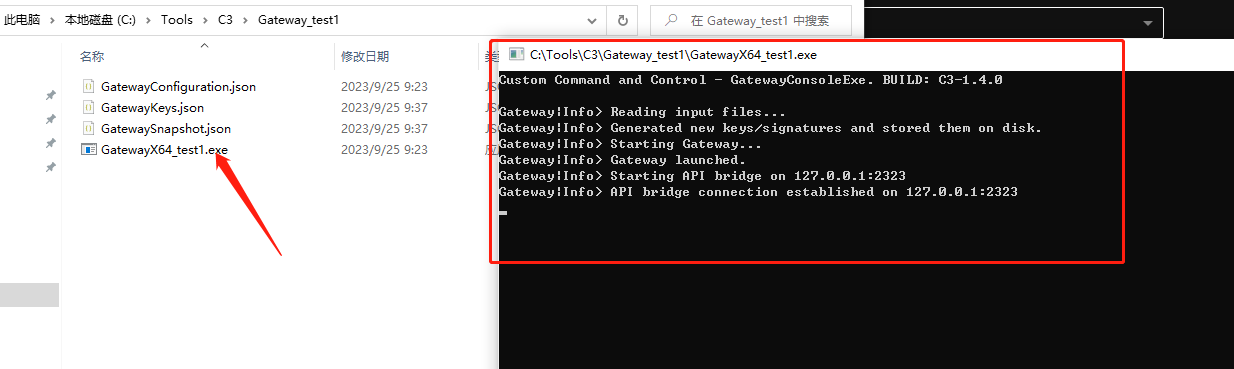 此电脑 > 本地磁盘 (C:) > Tools > C3 > Gateway_test1
在 Gateway_test1 中搜索
名称
修改日期
GatewayConfiguration.json 2023/9/25 9:23
GatewayKeys.json 2023/9/25 9:37
GatewaySnapshot.json 2023/9/25 9:37
GatewayX64_test1.exe 2023/9/25 9:23
C:\Tools\C3\Gateway_test1\GatewayX64_test1.exe
Custom Command and Control - GatewayConsoleExe. BUILD: C3-1.4.0
Gateway¦Info> Reading input files...
Gateway¦Info> Generated new keys/signatures and stored them on disk.
Gateway¦Info> Starting Gateway...
Gateway¦Info> Gateway launched.
Gateway¦Info> Starting API bridge on 127.0.0.1:2323
Gateway¦Info> API bridge connection established on 127.0.0.1:2323